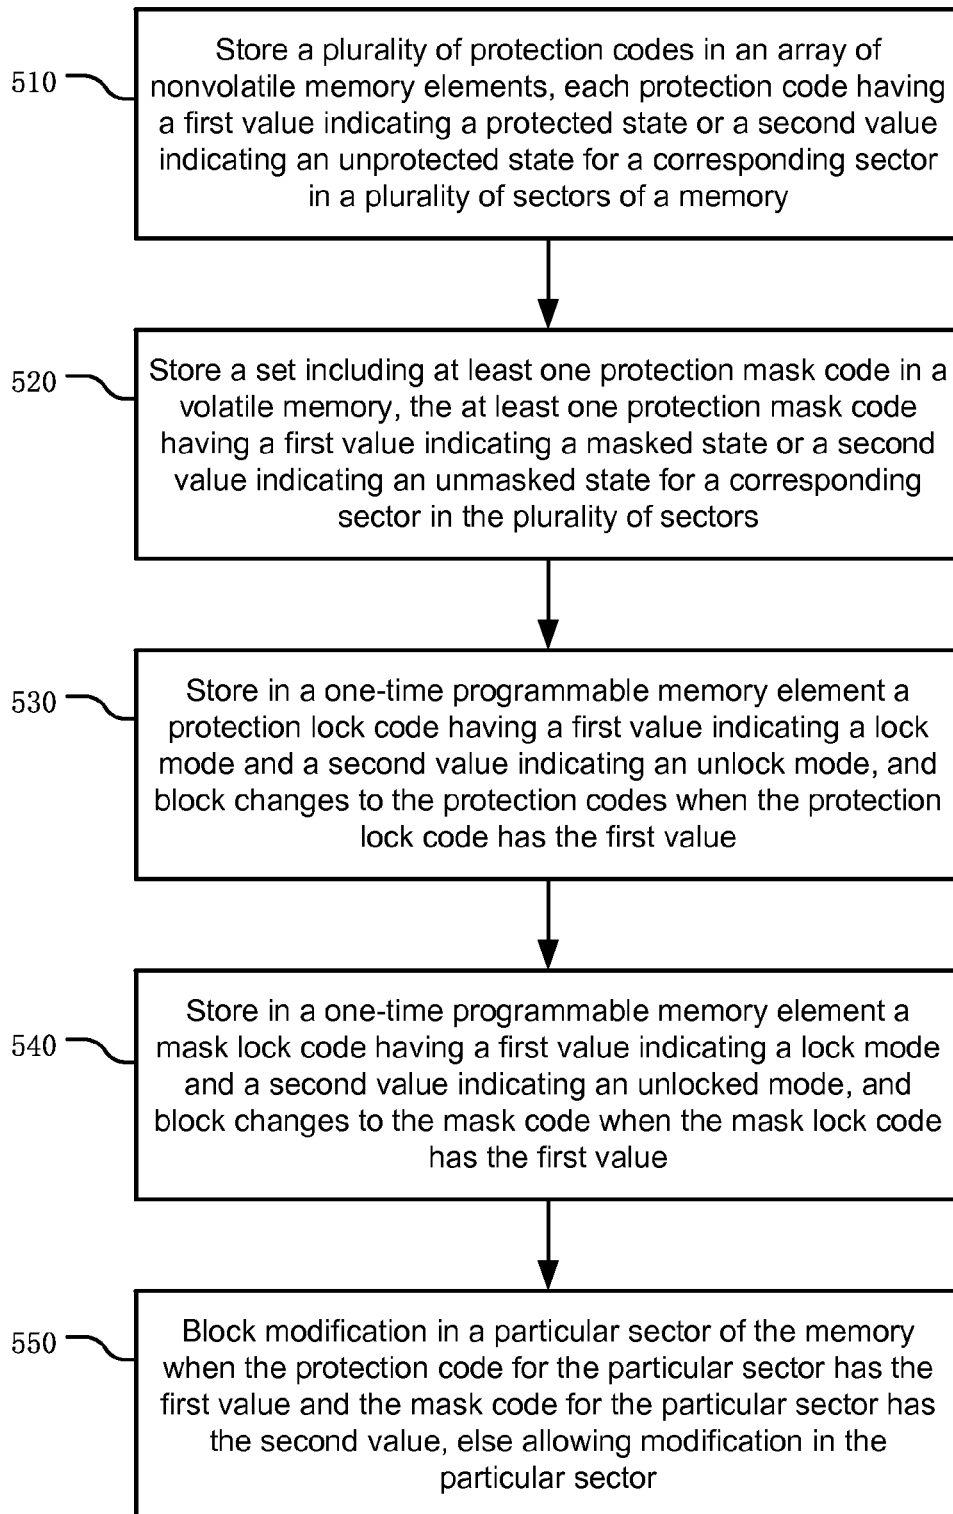 510
Store a plurality of protection codes in an array of
nonvolatile memory elements, each protection code having
a first value indicating a protected state or a second value
indicating an unprotected state for a corresponding sector
in a plurality of sectors of a memory
520
Store a set including at least one protection mask code in a
volatile memory, the at least one protection mask code
having a first value indicating a masked state or a second
value indicating an unmasked state for a corresponding
sector in the plurality of sectors
530
Store in a one-time programmable memory element a
protection lock code having a first value indicating a lock
mode and a second value indicating an unlock mode, and
block changes to the protection codes when the protection
lock code has the first value
540
Store in a one-time programmable memory element a
mask lock code having a first value indicating a lock mode
and a second value indicating an unlocked mode, and
block changes to the mask code when the mask lock code
has the first value
550
Block modification in a particular sector of the memory
when the protection code for the particular sector has the
first value and the mask code for the particular sector has
the second value, else allowing modification in the
particular sector